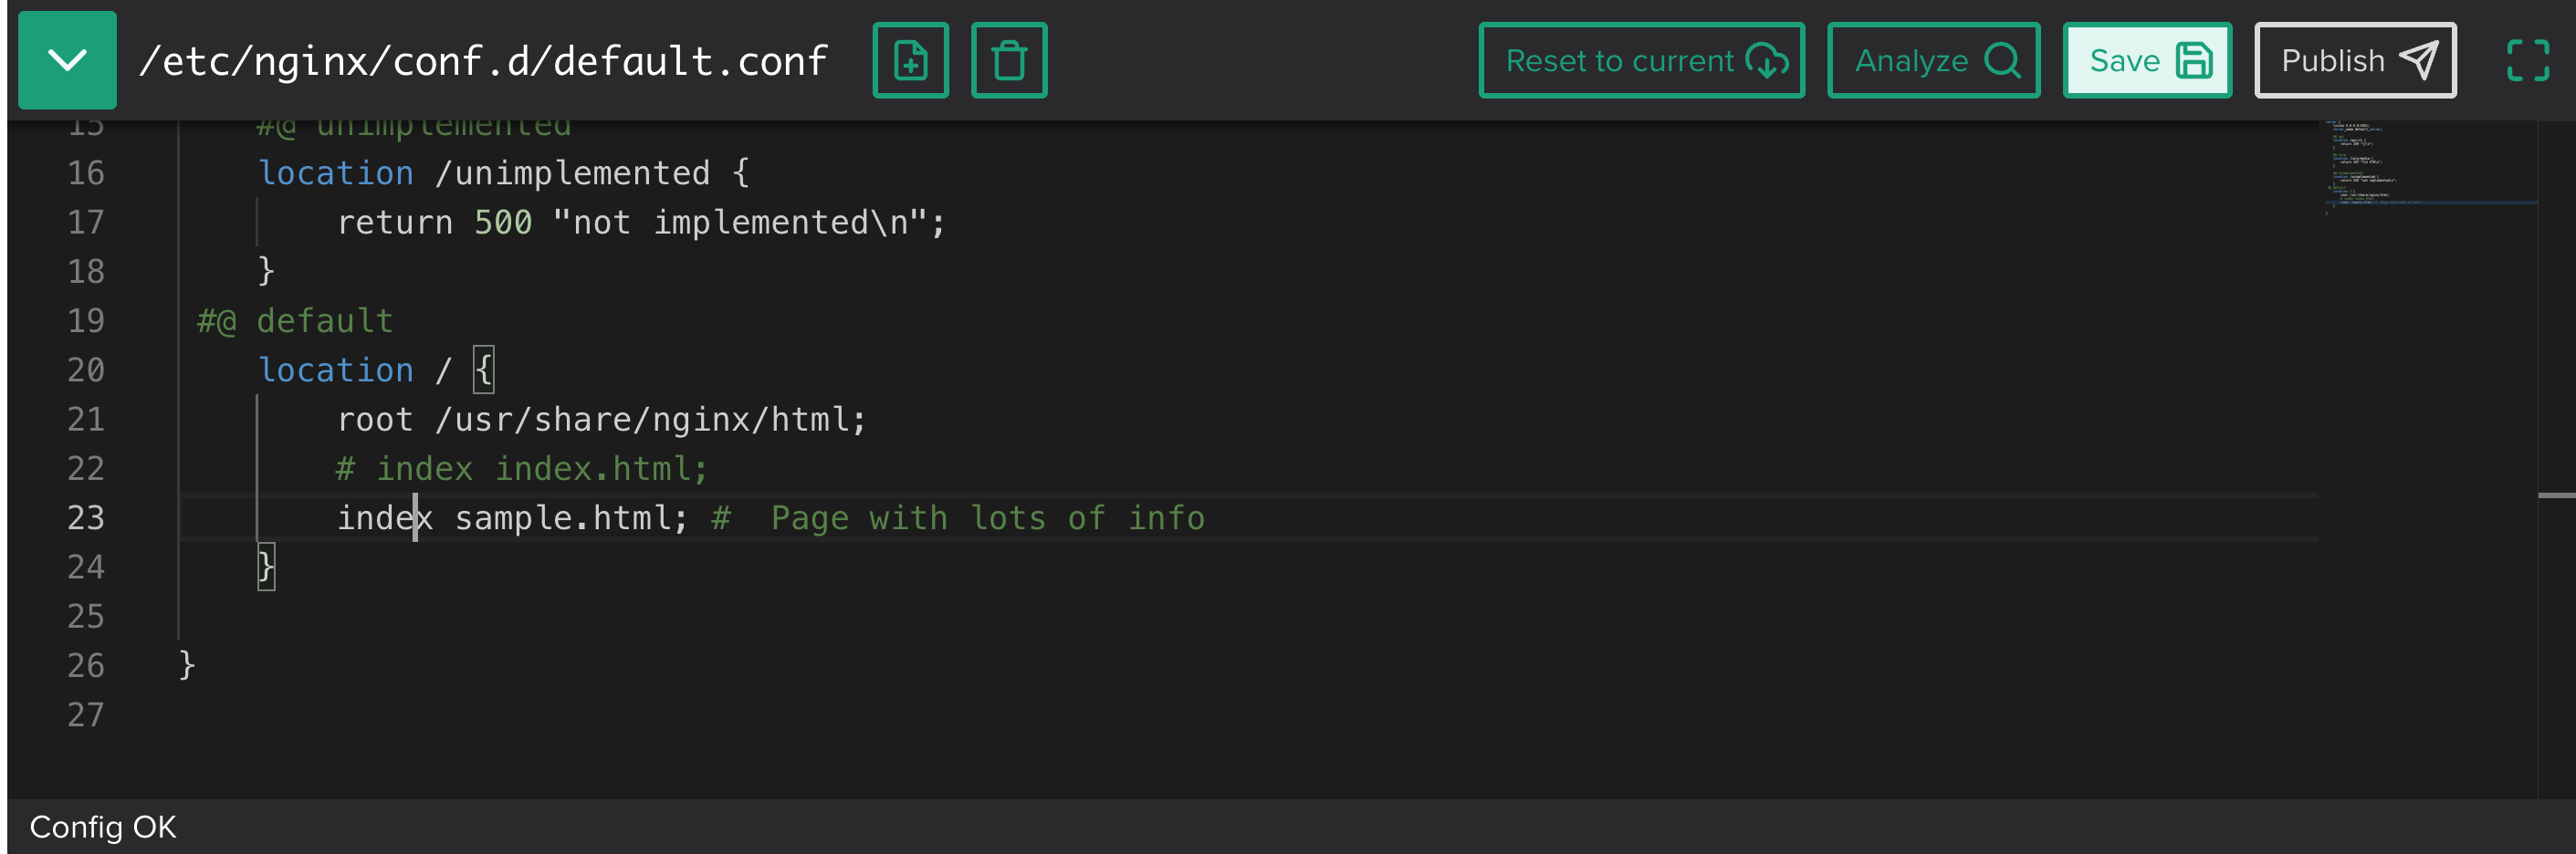 /etc/nginx/conf.d/default.conf Reset to current Analyze Save Publish
15 #@ unimplemented
16 location /unimplemented {
17 return 500 "not implemented\n";
18 }
19 #@ default
20 location / {
21 root /usr/share/nginx/html;
22 # index index.html;
23 index sample.html; #  Page with lots of info
24 }
25
26 }
27
Config OK